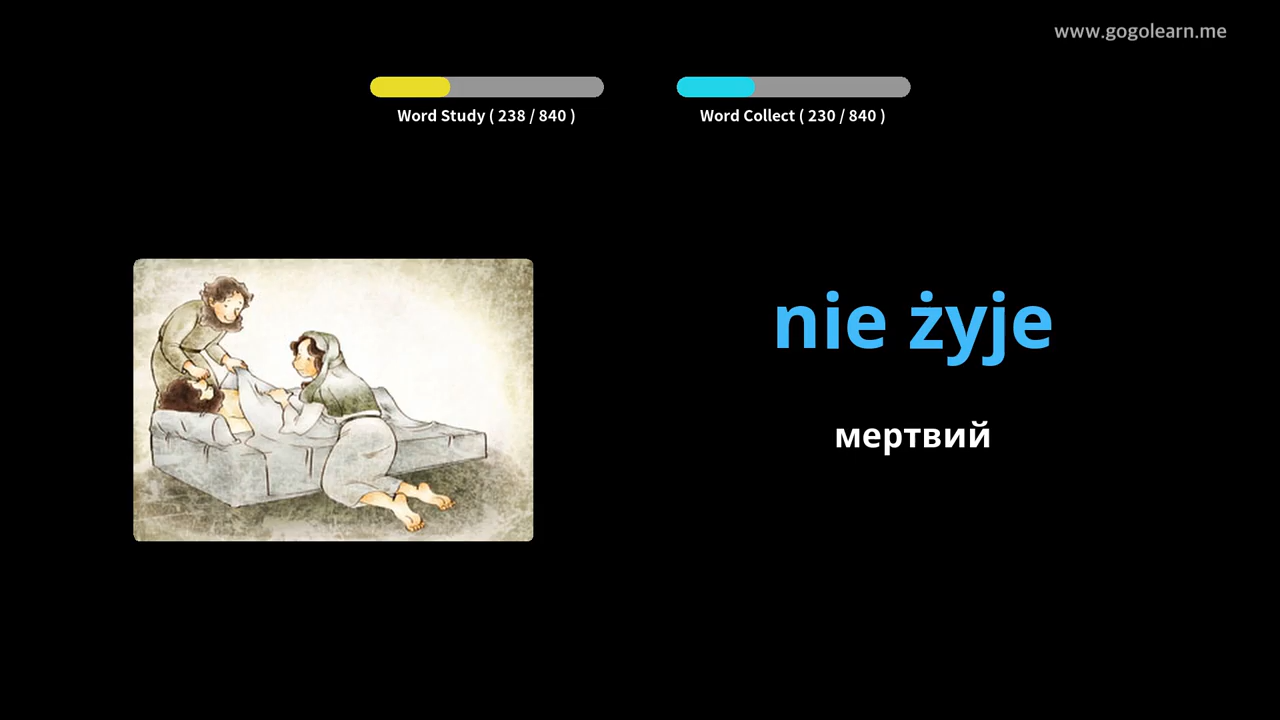 www.gogolearn.me
Word Study ( 238 / 840 )
Word Collect ( 230 / 840 )
nie żyje
мертвий